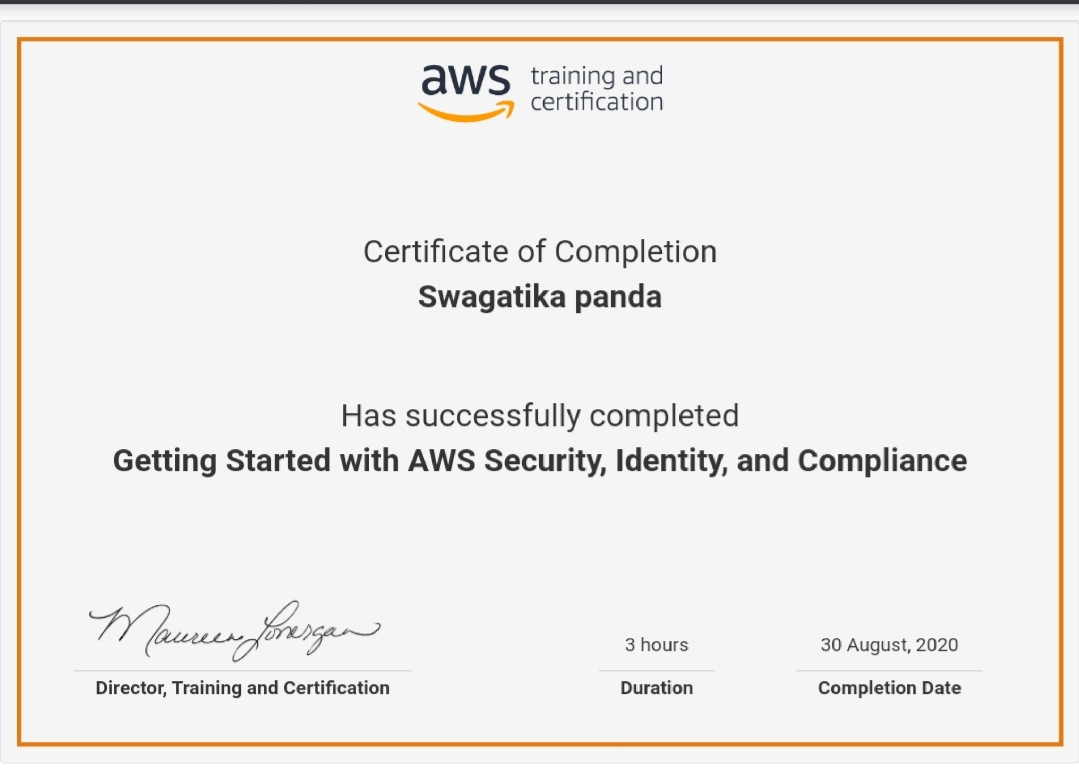 aws training and
certification
Certificate of Completion
Swagatika panda
Has successfully completed
Getting Started with AWS Security, Identity, and Compliance
Maureen Lonergan
3 hours
30 August, 2020
Director, Training and Certification
Duration
Completion Date